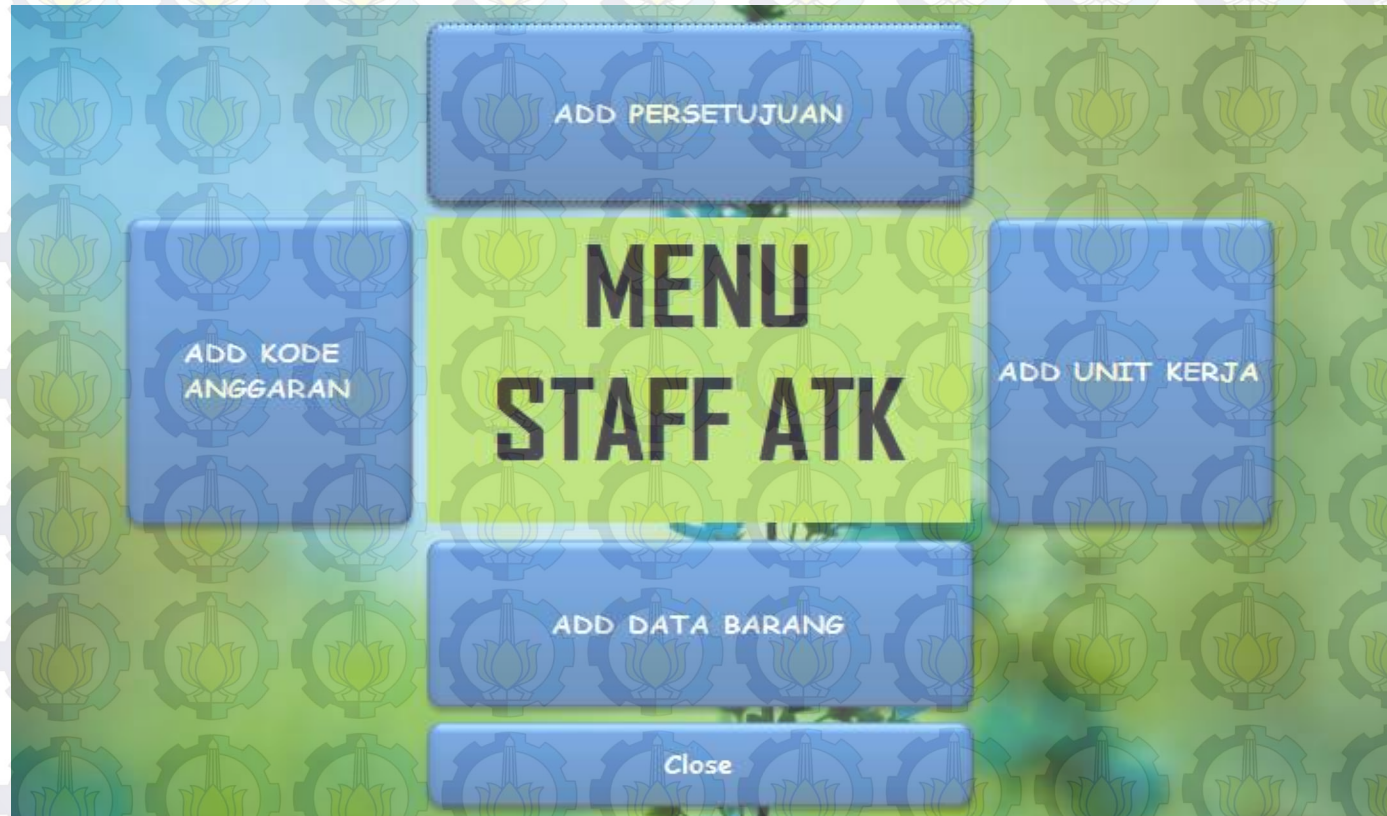 ADD PERSETUJUAN
ADD KODE
ANGGARAN
MENU
STAFF ATK
ADD UNIT KERJA
ADD DATA BARANG
Close